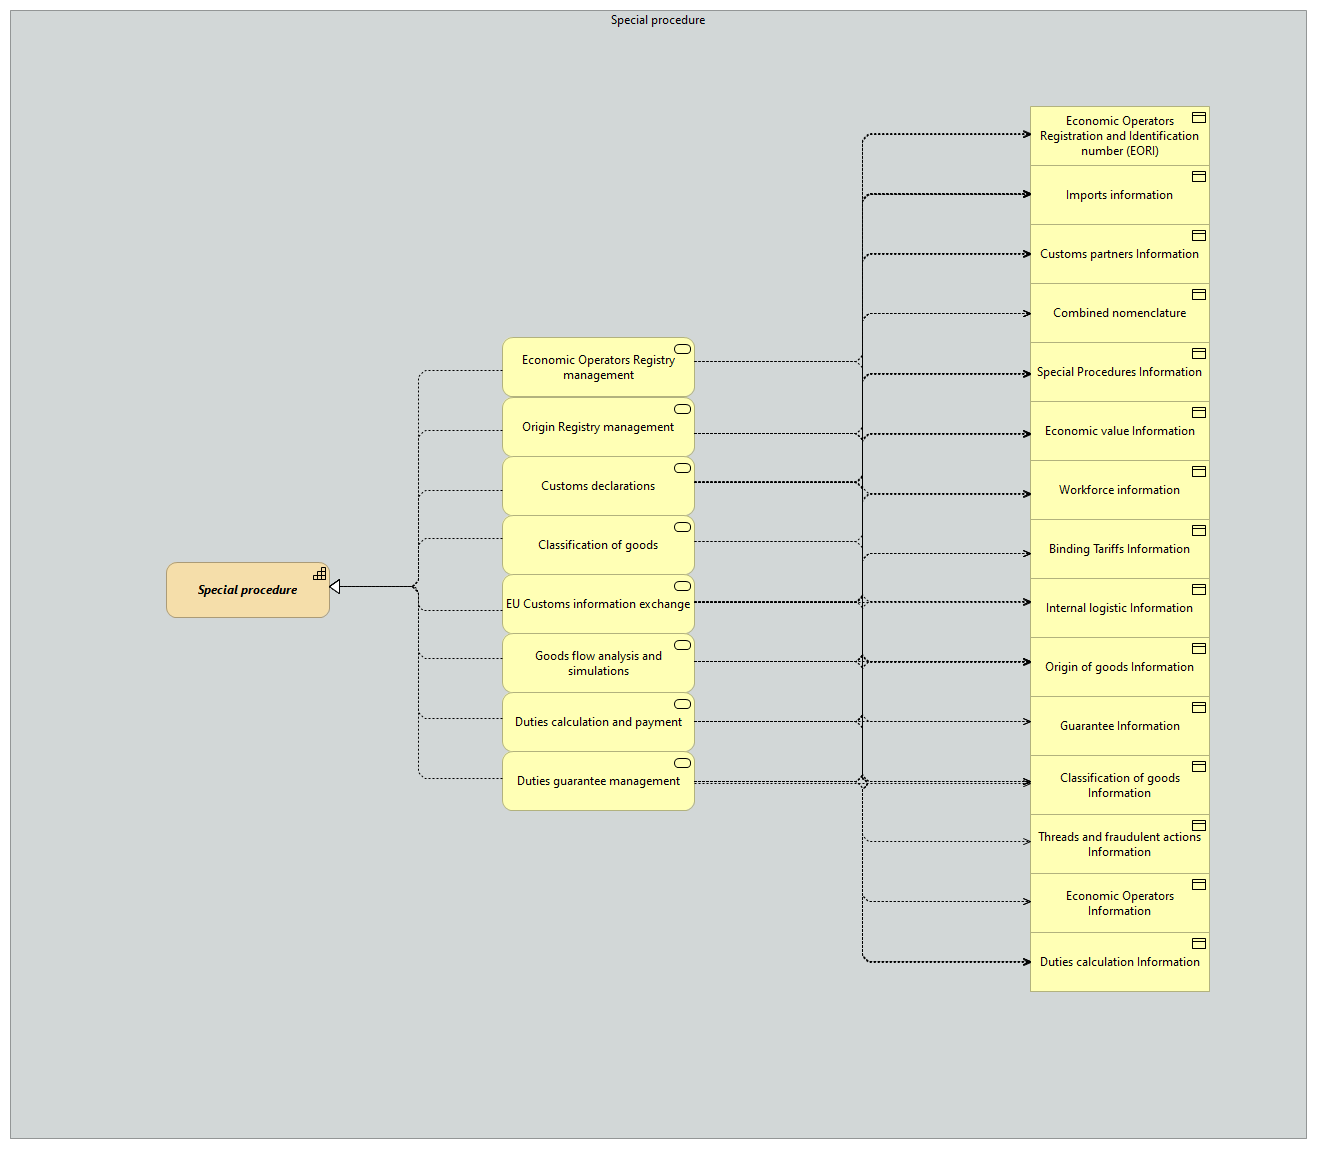 Special procedure
Special procedure
Economic Operators Registry
management
Origin Registry management
Customs declarations
Classification of goods
EU Customs information exchange
Goods flow analysis and
simulations
Duties calculation and payment
Duties guarantee management
Economic Operators
Registration and Identification
number (EORI)
Imports information
Customs partners Information
Combined nomenclature
Special Procedures Information
Economic value Information
Workforce information
Binding Tariffs Information
Internal logistic Information
Origin of goods Information
Guarantee Information
Classification of goods
Information
Threads and fraudulent actions
Information
Economic Operators
Information
Duties calculation Information